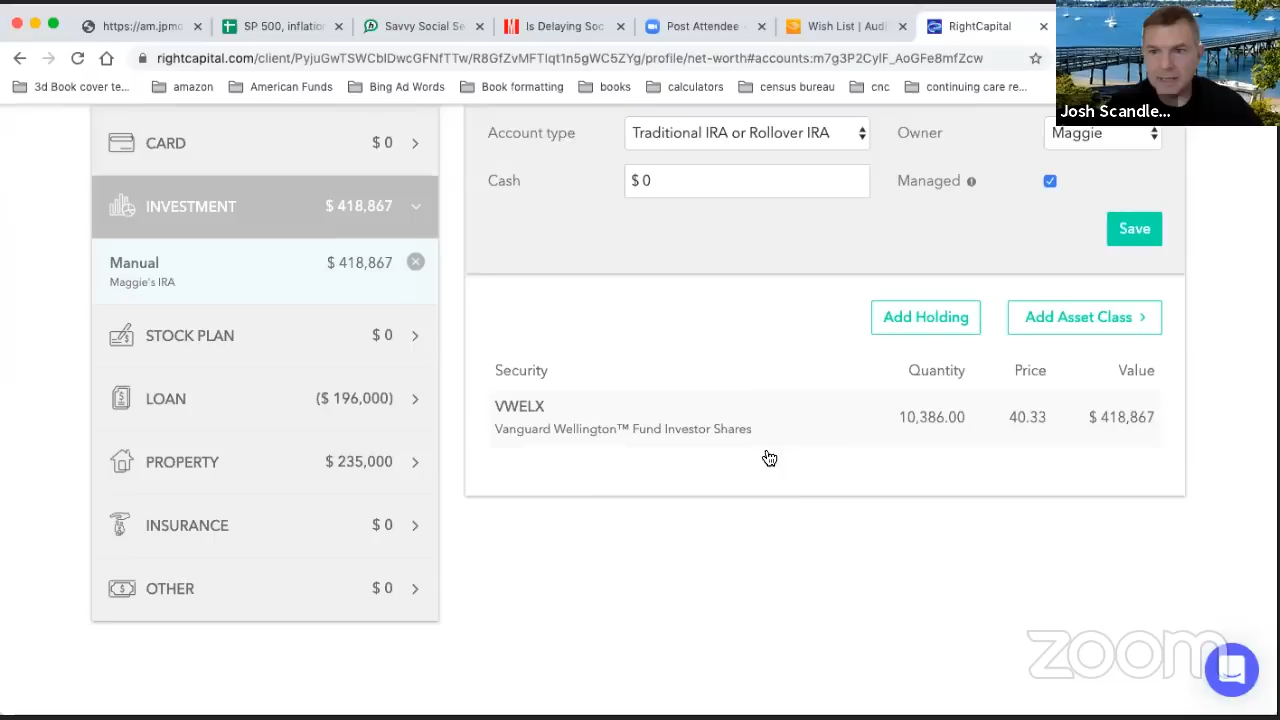 https://am.jpmo
SP 500, inflation
Savvy Social Se
Is Delaying Soc
Post Attendee -
Wish List | Audi
RightCapital
rightcapital.com/client/PyjuGwTSWCbIDwcGFNfTTw/R8GfZvMFTIqt1n5gWC5ZYg/profile/net-worth#accounts:m7g3P2CylF_AoGFe8mfZcw
3d Book cover te...
amazon
American Funds
Bing Ad Words
Book formatting
books
calculators
census bureau
cnc
continuing care re...
Josh Scandle...
CARD $ 0
INVESTMENT $ 418,867
Manual $ 418,867
Maggie's IRA
STOCK PLAN $ 0
LOAN ($ 196,000)
PROPERTY $ 235,000
INSURANCE $ 0
OTHER $ 0
Account type Traditional IRA or Rollover IRA Owner Maggie
Cash $ 0 Managed
Save
Add Holding Add Asset Class
Security Quantity Price Value
VWELX
Vanguard Wellington™ Fund Investor Shares 10,386.00 40.33 $ 418,867
zoom